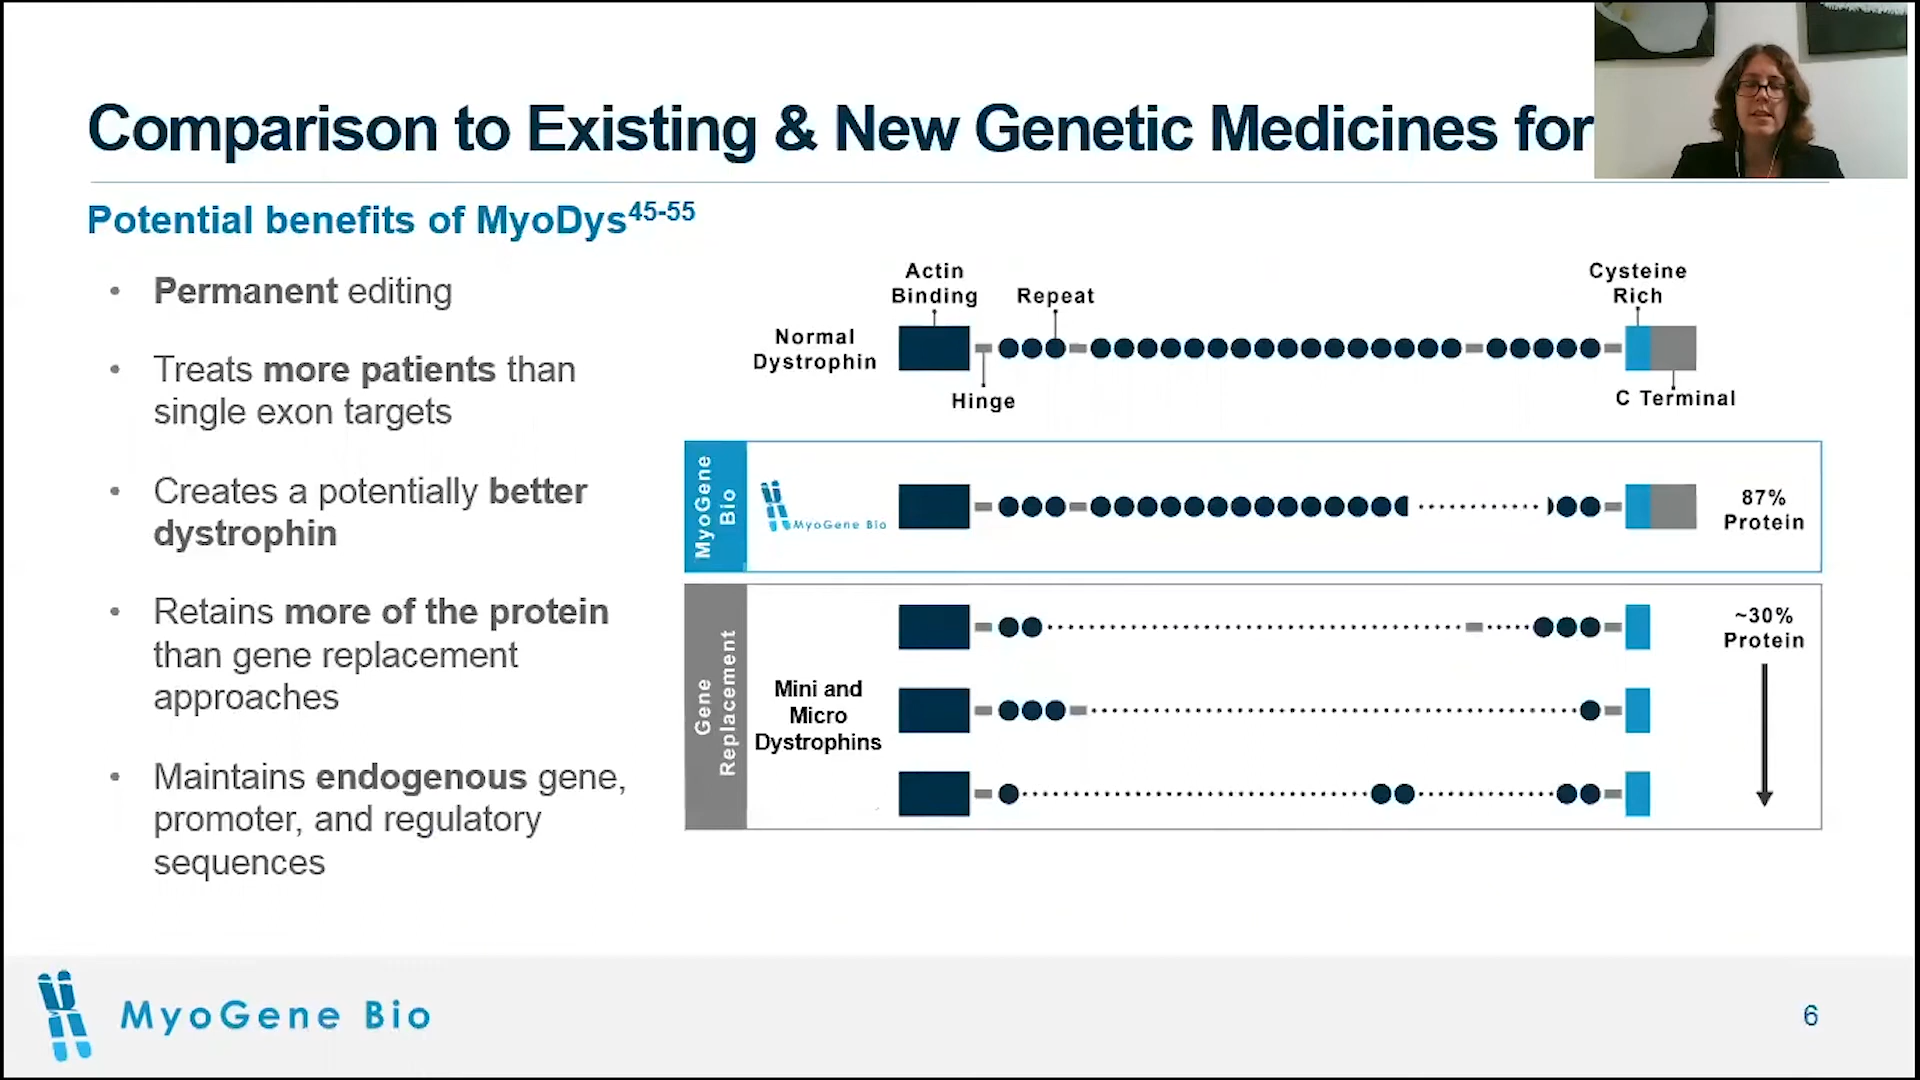 Comparison to Existing & New Genetic Medicines for
Potential benefits of MyoDys45-55
• Permanent editing
• Treats more patients than
single exon targets
• Creates a potentially better
dystrophin
• Retains more of the protein
than gene replacement
approaches
• Maintains endogenous gene,
promoter, and regulatory
sequences
Actin
Binding
Repeat
Cysteine
Rich
Normal
Dystrophin
Hinge
C Terminal
MyoGene
Bio
MyoGene Bio
87%
Protein
Gene
Replacement
Mini and
Micro
Dystrophins
~30%
Protein
MyoGene Bio
6